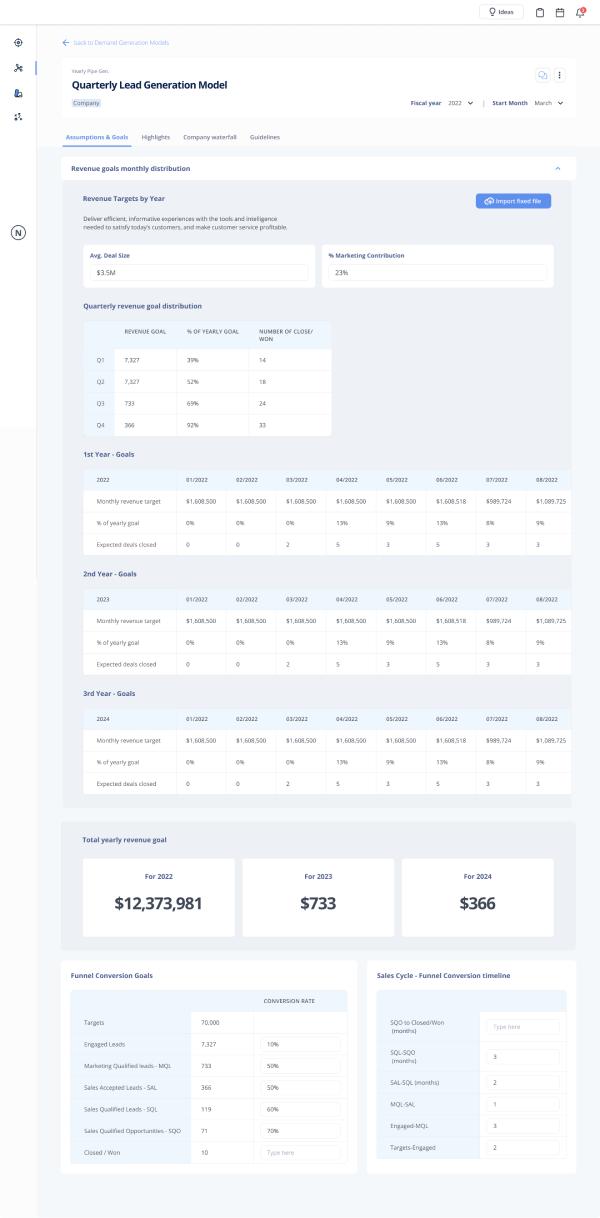 Ideas
back to Demand Generation Models
Yearly Pipe Gen.
Quarterly Lead Generation Model
Company
Fiscal year 2022 | Start Month March
Assumptions & Goals Highlights Company waterfall Guidelines
Revenue goals monthly distribution
Revenue Targets by Year
Import fixed file
Deliver efficient, informative experiences with the tools and intelligence
needed to satisfy today's customers, and make customer service profitable.
Avg. Deal Size
$3.5M
% Marketing Contribution
23%
Quarterly revenue goal distribution
REVENUE GOAL % OF YEARLY GOAL NUMBER OF CLOSE/
WON
Q1 7,327 39% 14
Q2 7,327 52% 18
Q3 733 69% 24
Q4 366 92% 33
N
1st Year - Goals
2022 01/2022 02/2022 03/2022 04/2022 05/2022 06/2022 07/2022 08/2022
Monthly revenue target $1,608,500 $1,608,500 $1,608,500 $1,608,500 $1,608,500 $1,608,518 $989,724 $1,089,725
% of yearly goal 0% 0% 0% 13% 9% 13% 8% 9%
Expected deals closed 0 0 2 5 3 5 3 3
2nd Year - Goals
2023 01/2022 02/2022 03/2022 04/2022 05/2022 06/2022 07/2022 08/2022
Monthly revenue target $1,608,500 $1,608,500 $1,608,500 $1,608,500 $1,608,500 $1,608,518 $989,724 $1,089,725
% of yearly goal 0% 0% 0% 13% 9% 13% 8% 9%
Expected deals closed 0 0 2 5 3 5 3 3
3rd Year - Goals
2024 01/2022 02/2022 03/2022 04/2022 05/2022 06/2022 07/2022 08/2022
Monthly revenue target $1,608,500 $1,608,500 $1,608,500 $1,608,500 $1,608,500 $1,608,518 $989,724 $1,089,725
% of yearly goal 0% 0% 0% 13% 9% 13% 8% 9%
Expected deals closed 0 0 2 5 3 5 3 3
Total yearly revenue goal
For 2022
$12,373,981
For 2023
$733
For 2024
$366
Funnel Conversion Goals
CONVERSION RATE
Targets 70,000
Engaged Leads 7,327 10%
Marketing Qualified leads - MQL 733 50%
Sales Accepted Leads - SAL 366 50%
Sales Qualified Leads - SQL 119 60%
Sales Qualified Opportunities - SQO 71 70%
Closed / Won 10 Type here
Sales Cycle - Funnel Conversion timeline
SQO to Closed/Won
(months) Type here
SQL-SQO
(months) 3
SAL-SQL (months) 2
MQL-SAL 1
Engaged-MQL 3
Targets-Engaged 2